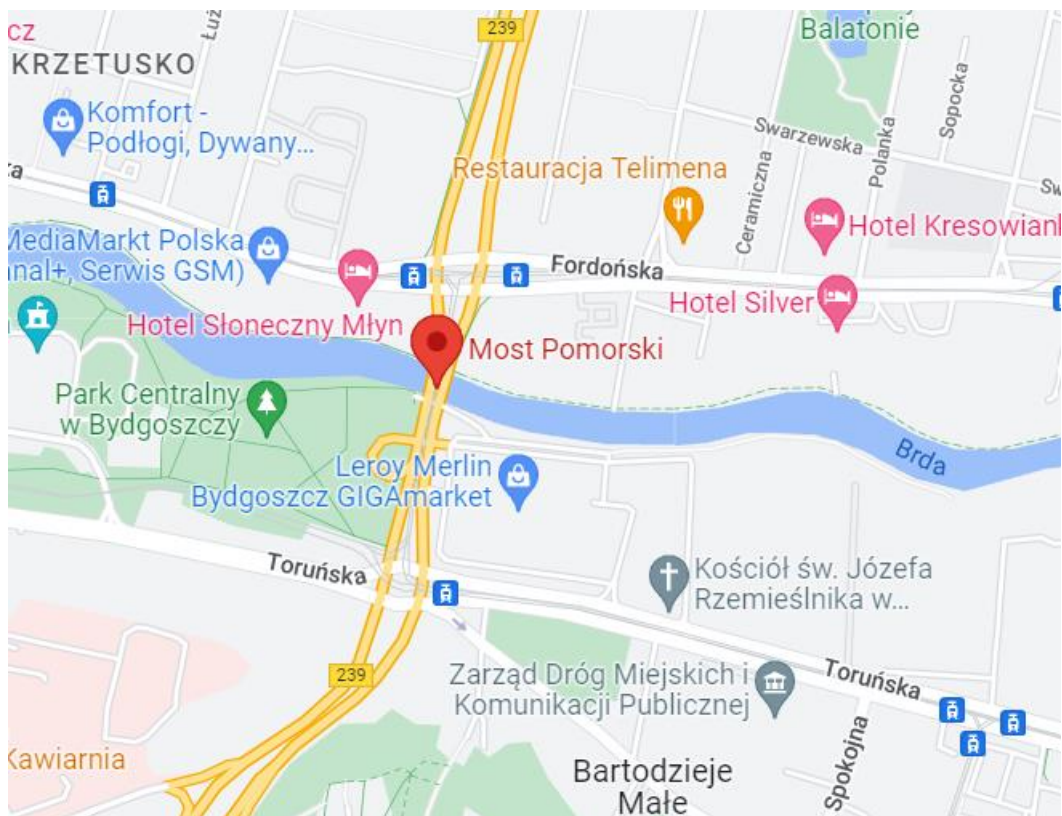 cz
KRZETUSKO
239
Balatonie
Komfort -
Podłogi, Dywany...
Sopocka
Swarzewska
Polanka
Ceramiczna
Restauracja Telimena
MediaMarkt Polska
anal+, Serwis GSM)
Fordońska
Hotel Kresowian
Hotel Silver
Hotel Słoneczny Młyn
Most Pomorski
Park Centralny
w Bydgoszczy
Brda
Leroy Merlin
Bydgoszcz GIGAmarket
Toruńska
Kościół św. Józefa
Rzemieślnika w...
239
Zarząd Dróg Miejskich i
Komunikacji Publicznej
Toruńska
Kawiarnia
Bartodzieje
Małe
Spokojna